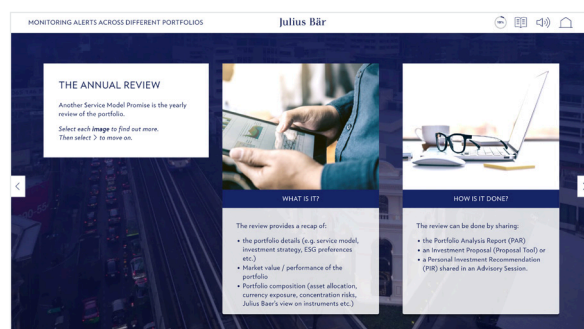 MONITORING ALERTS ACROSS DIFFERENT PORTFOLIOS
Julius Bär
THE ANNUAL REVIEW
Another Service Model Promise is the yearly
review of the portfolio.
Select each image to find out more.
Then select > to move on.
WHAT IS IT?
The review provides a recap of:
• the portfolio details (e.g. service model,
investment strategy, ESG preferences
etc.)
• Market value / performance of the
portfolio
• Portfolio composition (asset allocation,
currency exposure, concentration risks,
Julius Baer's view on instruments etc.)
HOW IS IT DONE?
The review can be done by sharing:
• the Portfolio Analysis Report (PAR)
• an Investment Proposal (Proposal Tool) or
• a Personal Investment Recommendation
(PIR) shared in an Advisory Session.